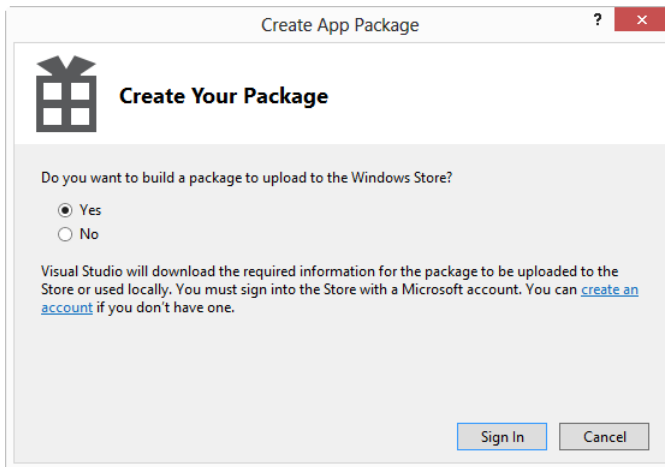 Create App Package
?
Create Your Package
Do you want to build a package to upload to the Windows Store?
Yes
No
Visual Studio will download the required information for the package to be uploaded to the
Store or used locally. You must sign into the Store with a Microsoft account. You can create an
account if you don't have one.
Sign In
Cancel